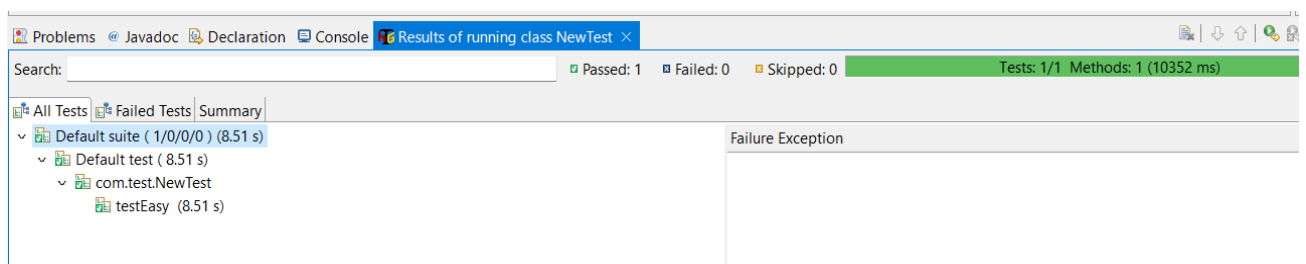 Problems @ Javadoc Declaration Console Results of running class NewTest
Search: Passed: 1 Failed: 0 Skipped: 0 Tests: 1/1 Methods: 1 (10352 ms)
All Tests Failed Tests Summary
Default suite ( 1/0/0/0 ) (8.51 s)
Failure Exception
Default test ( 8.51 s)
com.test.NewTest
testEasy (8.51 s)